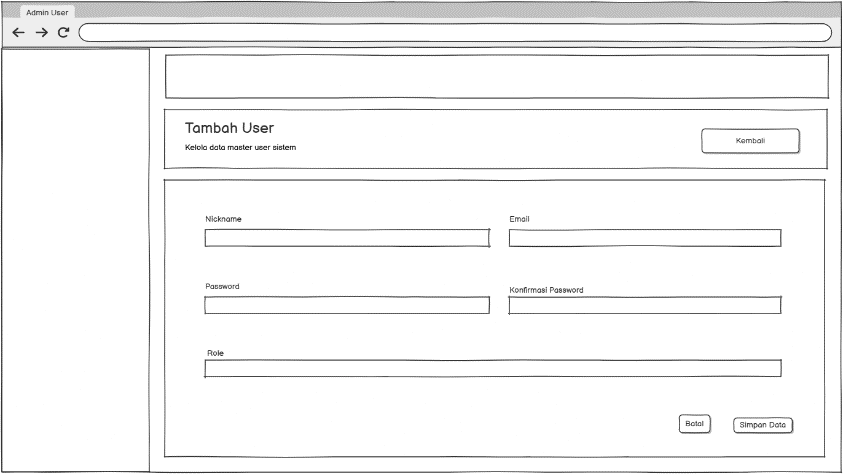 Admin User
Tambah User
Kelola data master user sistem
Kembali
Nickname
Email
Password
Konfirmasi Password
Role
Batal
Simpan Data